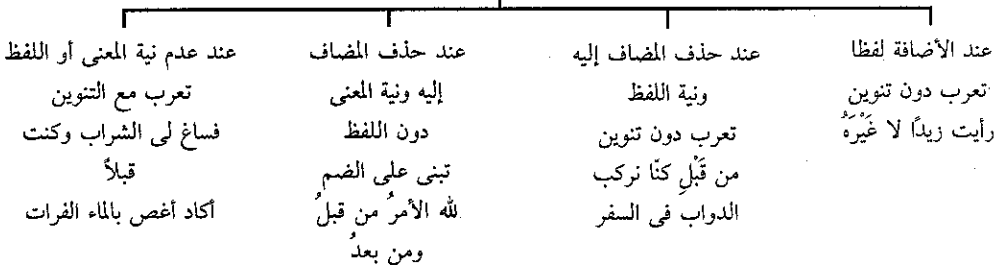 عند الأضافة لفظا
تعرب دون تنوين
رأيت زيدًا لا غَيْرَهُ
عند حذف المضاف إليه
ونية اللفظ
تعرب دون تنوين
من قَبْلِ كنّا نركب
الدواب فى السفر
عند حذف المضاف
إليه ونية المعنى
دون اللفظ
تبنى على الضم
لله الأمرُ من قبلُ
ومن بعدُ
عند عدم نية المعنى أو اللفظ
تعرب مع التنوين
فساغ لى الشراب وكنت
قبلاً
أكاد أغص بالماء الفرات